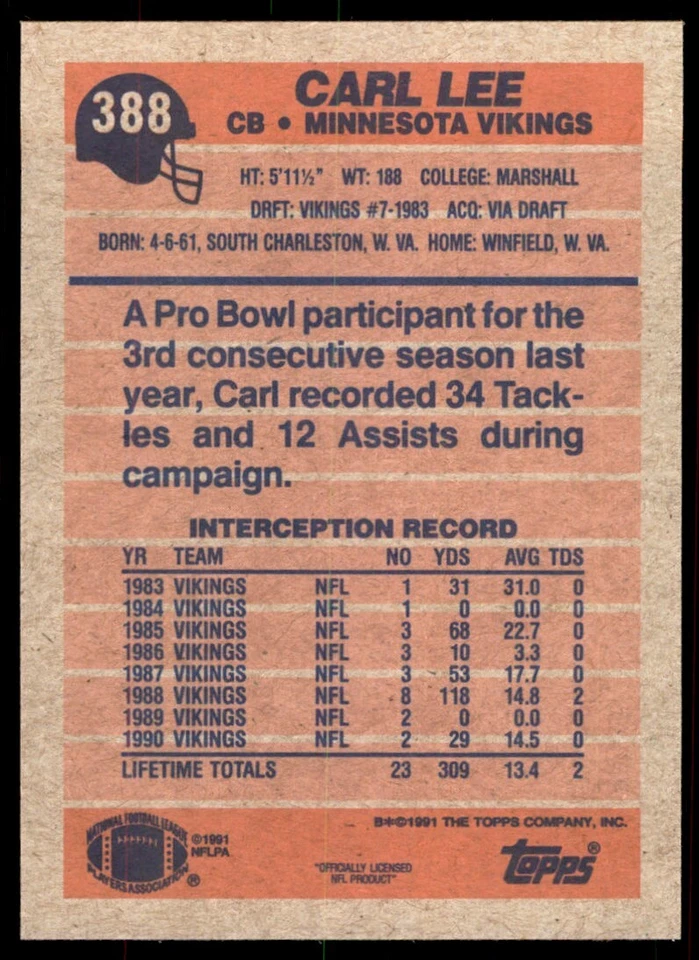 388
CARL LEE
CB • MINNESOTA VIKINGS
HT: 5'11½" WT: 188 COLLEGE: MARSHALL
DRFT: VIKINGS #7-1983 ACQ: VIA DRAFT
BORN: 4-6-61, SOUTH CHARLESTON, W. VA. HOME: WINFIELD, W. VA.
A Pro Bowl participant for the
3rd consecutive season last
year, Carl recorded 34 Tack-
les and 12 Assists during
campaign.
INTERCEPTION RECORD
YR TEAM NO YDS AVG TDS
1983 VIKINGS NFL 1 31 31.0 0
1984 VIKINGS NFL 1 0 0.0 0
1985 VIKINGS NFL 3 68 22.7 0
1986 VIKINGS NFL 3 10 3.3 0
1987 VIKINGS NFL 3 53 17.7 0
1988 VIKINGS NFL 8 118 14.8 2
1989 VIKINGS NFL 2 0 0.0 0
1990 VIKINGS NFL 2 29 14.5 0
LIFETIME TOTALS 23 309 13.4 2
NATIONAL FOOTBALL LEAGUE
PLAYERS ASSOCIATION ®
©1991
NFLPA
"OFFICIALLY LICENSED
NFL PRODUCT"
B*©1991 THE TOPPS COMPANY, INC.
topps ®